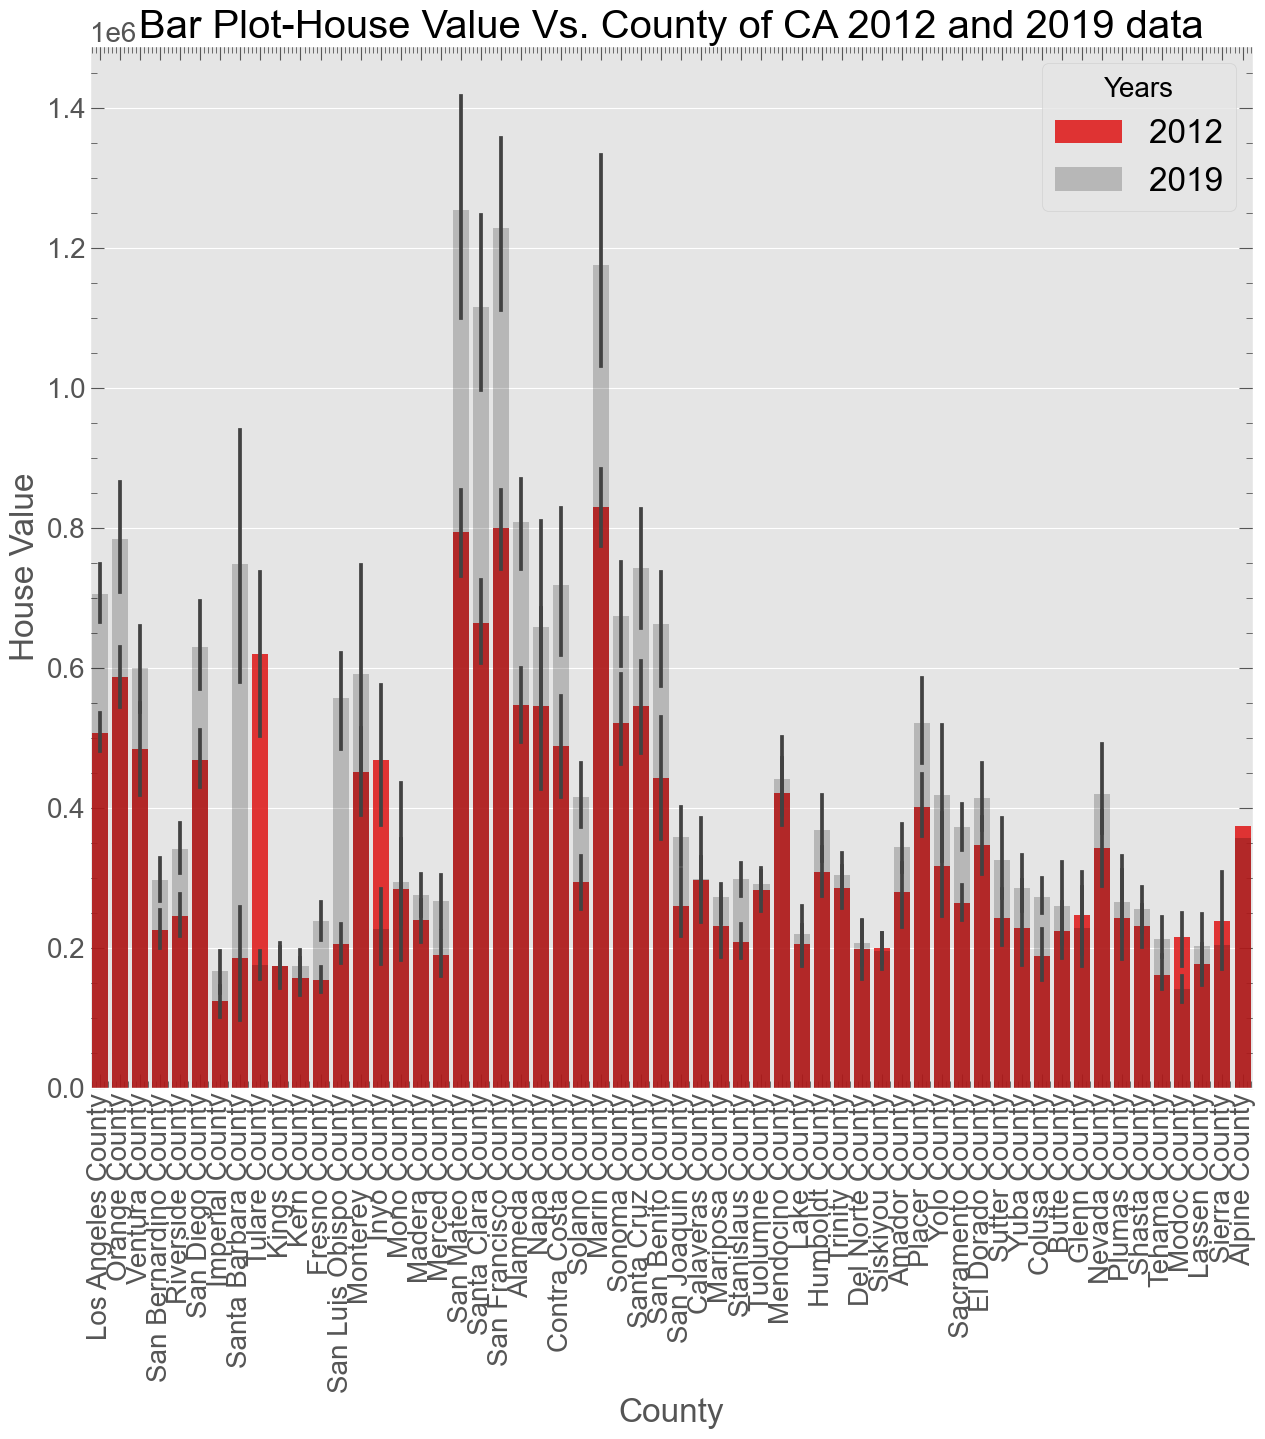 Bar Plot-House Value Vs. County of CA 2012 and 2019 data
1e6
Years
2012
2019
1.4
1.2
1.0
0.8
0.6
0.4
0.2
0.0
House Value
Los Angeles County
Orange County
Ventura County
San Bernardino County
Riverside County
San Diego County
Imperial County
Santa Barbara County
Tulare County
Kings County
Kern County
Fresno County
San Luis Obispo County
Monterey County
Inyo County
Mono County
Madera County
Merced County
San Mateo County
Santa Clara County
San Francisco County
Alameda County
Napa County
Contra Costa County
Solano County
Marin County
Sonoma County
Santa Cruz County
San Benito County
San Joaquin County
Calaveras County
Mariposa County
Stanislaus County
Tuolumne County
Mendocino County
Lake County
Humboldt County
Trinity County
Del Norte County
Siskiyou County
Amador County
Placer County
Yolo County
Sacramento County
El Dorado County
Sutter County
Yuba County
Colusa County
Butte County
Glenn County
Nevada County
Plumas County
Shasta County
Tehama County
Modoc County
Lassen County
Sierra County
Alpine County
County